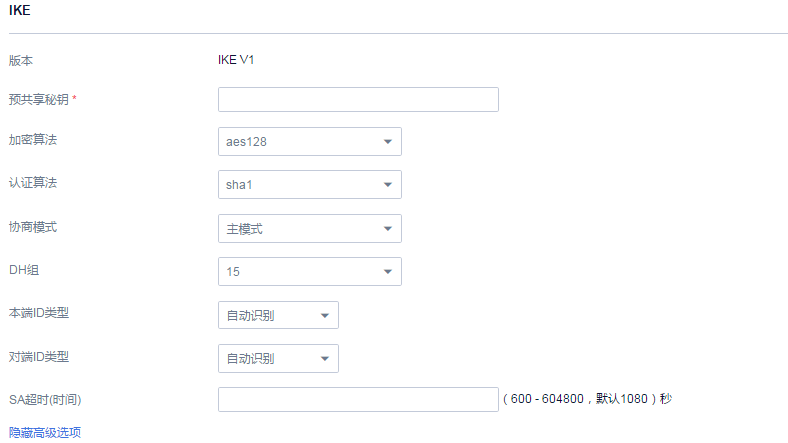 IKE
版本 IKE V1
预共享秘钥 *
加密算法 aes128
认证算法 sha1
协商模式 主模式
DH组 15
本端ID类型 自动识别
对端ID类型 自动识别
SA超时(时间) （600 - 604800，默认1080）秒
隐藏高级选项